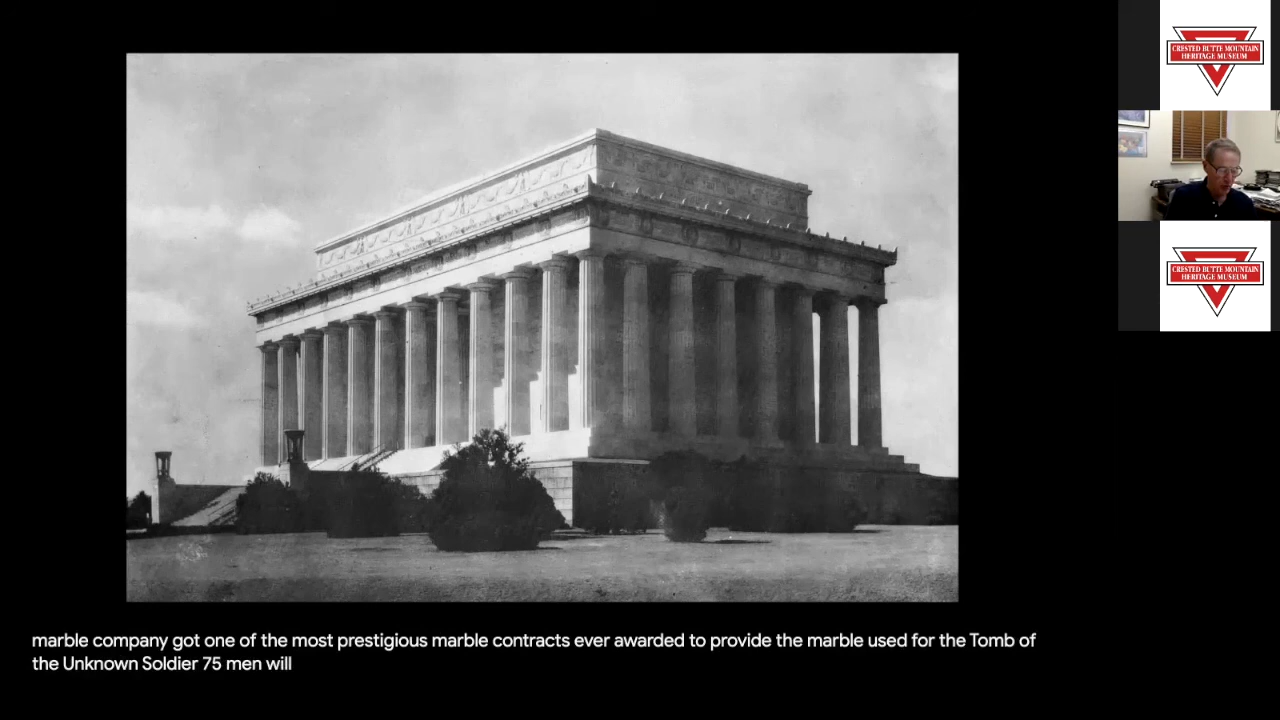 CRESTED BUTTE MOUNTAIN
HERITAGE MUSEUM
CRESTED BUTTE MOUNTAIN
HERITAGE MUSEUM
marble company got one of the most prestigious marble contracts ever awarded to provide the marble used for the Tomb of
the Unknown Soldier 75 men will